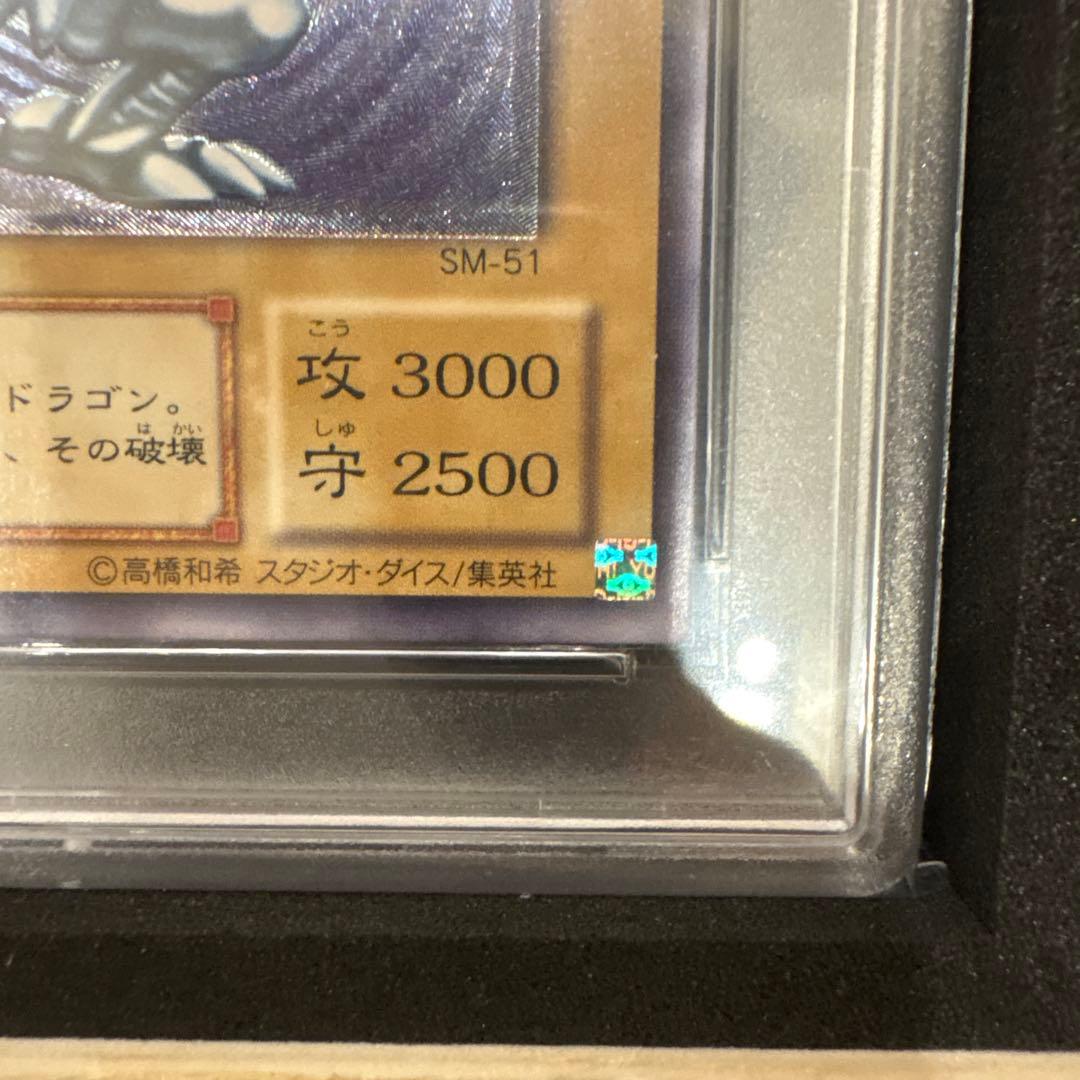 SM-51
こう
攻 3000
しゅ
守 2500
ドラゴン。
は かい
、その破壊
©高橋和希 スタジオ・ダイス/集英社